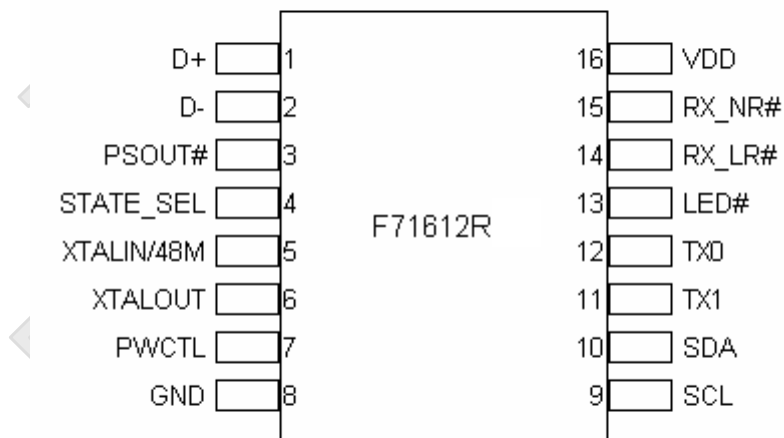 D+ 1 16 VDD
D- 2 15 RX_NR#
PSOUT# 3 14 RX_LR#
STATE_SEL 4 13 LED#
F71612R
XTALIN/48M 5 12 TX0
XTALOUT 6 11 TX1
PWCTL 7 10 SDA
GND 8 9 SCL